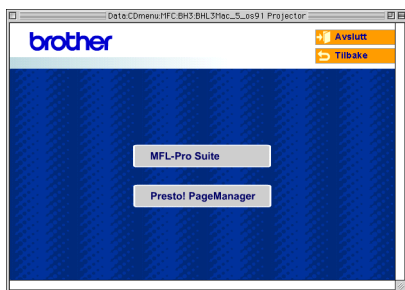 Data:CDmenu:MFC:BH3:BHL3Mac_5_os91 Projector
brother
Avslutt
Tilbake
MFL-Pro Suite
Presto! PageManager